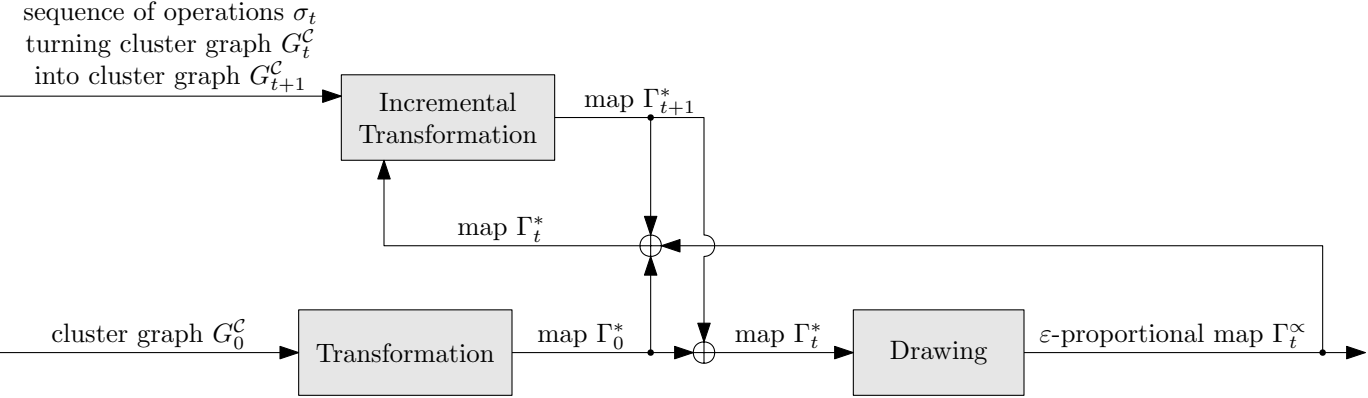 sequence of operations σ_t
turning cluster graph G_t^𝒞
into cluster graph G_{t+1}^𝒞
Incremental
Transformation
map Γ*_{t+1}
map Γ*_t
cluster graph G_0^𝒞
Transformation
map Γ*_0
map Γ*_t
Drawing
ε-proportional map Γ_t^∝